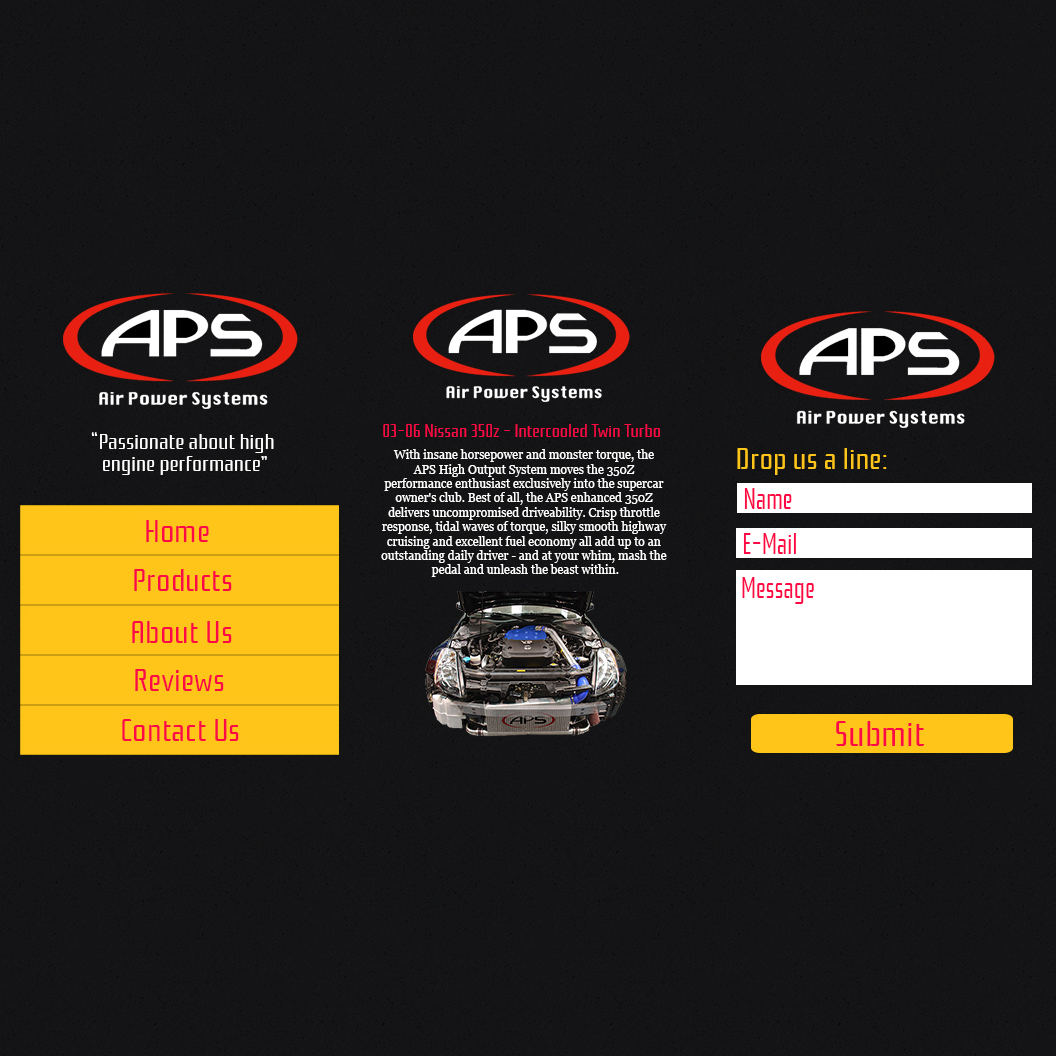 APS
Air Power Systems
“Passionate about high
engine performance”
Home
Products
About Us
Reviews
Contact Us
APS
Air Power Systems
03-06 Nissan 350z - Intercooled Twin Turbo
With insane horsepower and monster torque, the
APS High Output System moves the 350Z
performance enthusiast exclusively into the supercar
owner's club. Best of all, the APS enhanced 350Z
delivers uncompromised driveability. Crisp throttle
response, tidal waves of torque, silky smooth highway
cruising and excellent fuel economy all add up to an
outstanding daily driver - and at your whim, mash the
pedal and unleash the beast within.
APS
APS
Air Power Systems
Drop us a line:
Name
E-Mail
Message
Submit